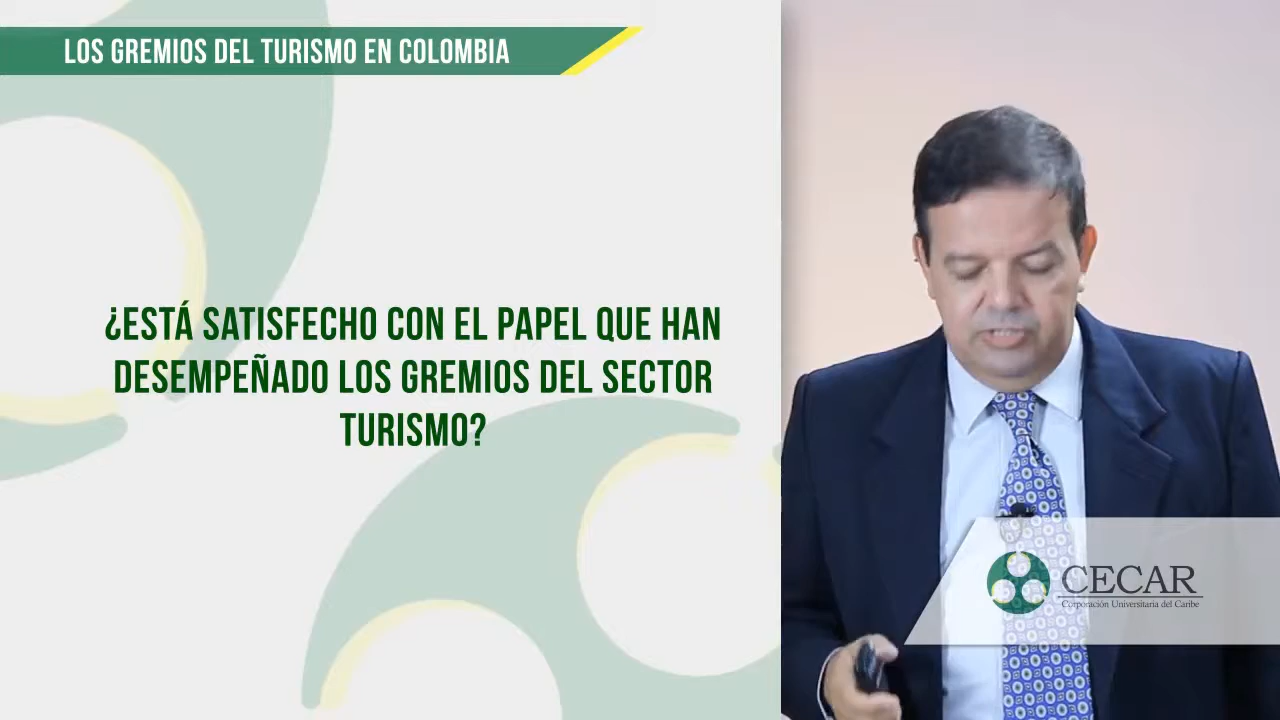 LOS GREMIOS DEL TURISMO EN COLOMBIA
¿ESTÁ SATISFECHO CON EL PAPEL QUE HAN
DESEMPEÑADO LOS GREMIOS DEL SECTOR
TURISMO?
CECAR
Corporación Universitaria del Caribe